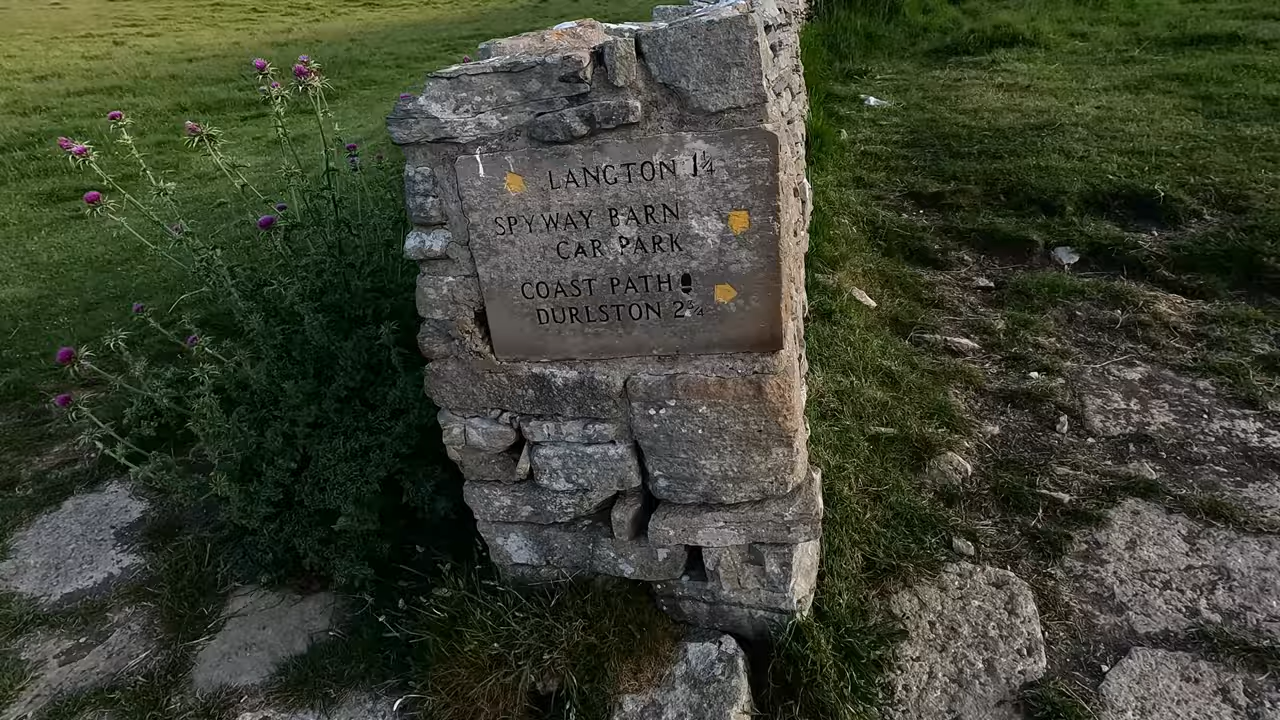 LANGTON 1¼
SPYWAY BARN
CAR PARK
COAST PATH
DURLSTON 2¾